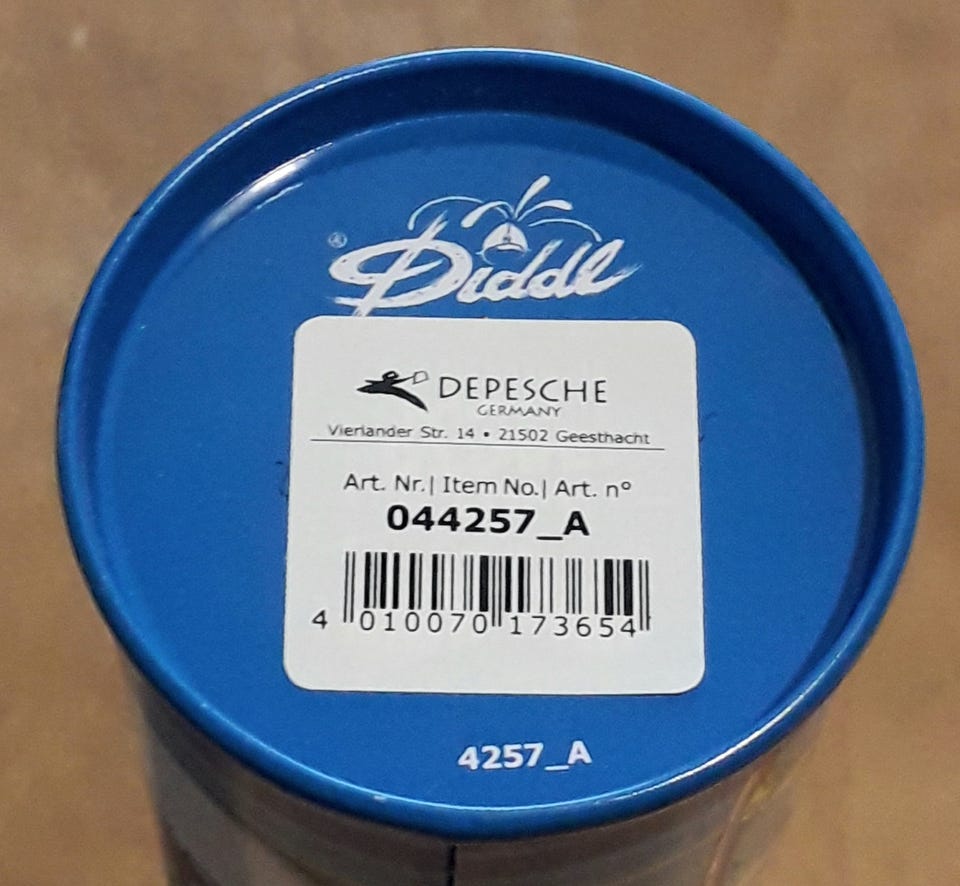 ® Diddl
DEPESCHE
GERMANY
Vierlander Str. 14 • 21502 Geesthacht
Art. Nr.| Item No.| Art. n°
044257_A
4 010070 173654
4257_A